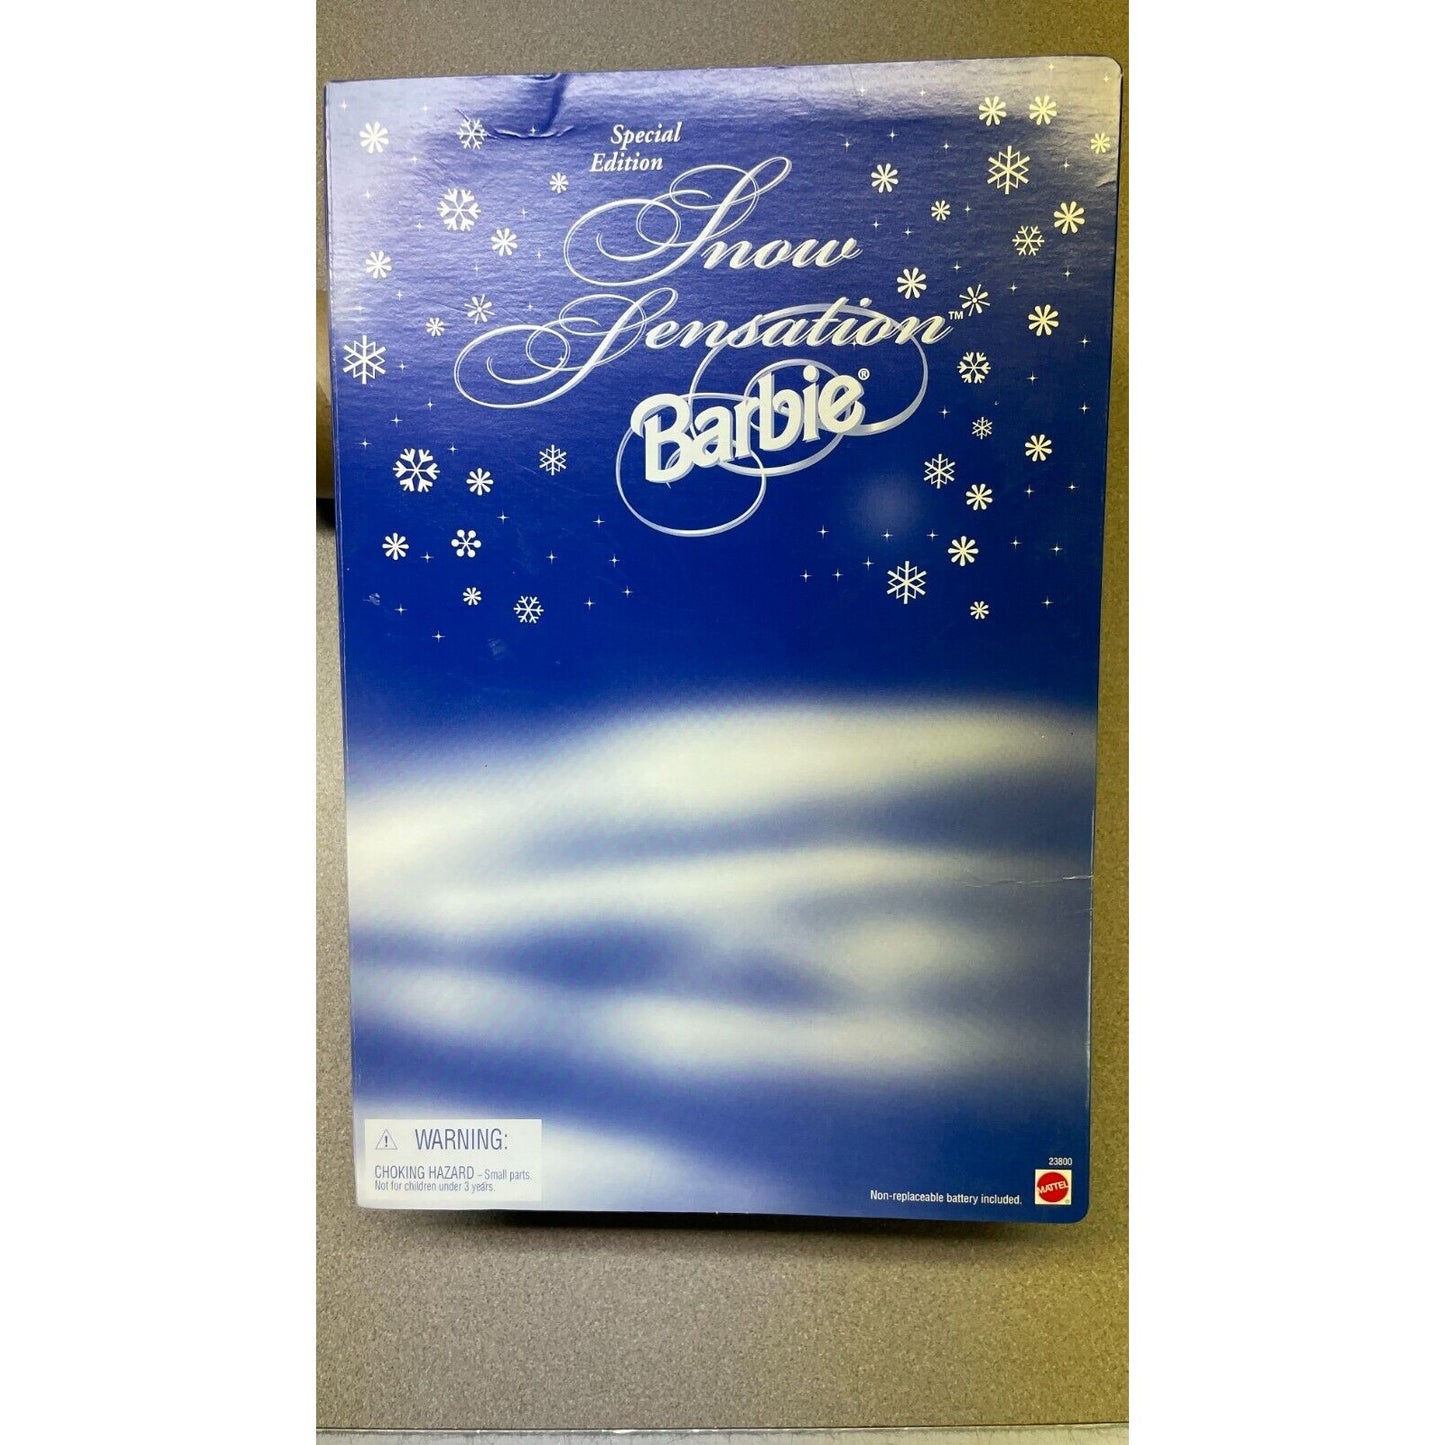 Special
Edition
Snow
Sensation™
Barbie®
⚠ WARNING:
CHOKING HAZARD – Small parts.
Not for children under 3 years.
23800
Non-replaceable battery included.
MATTEL